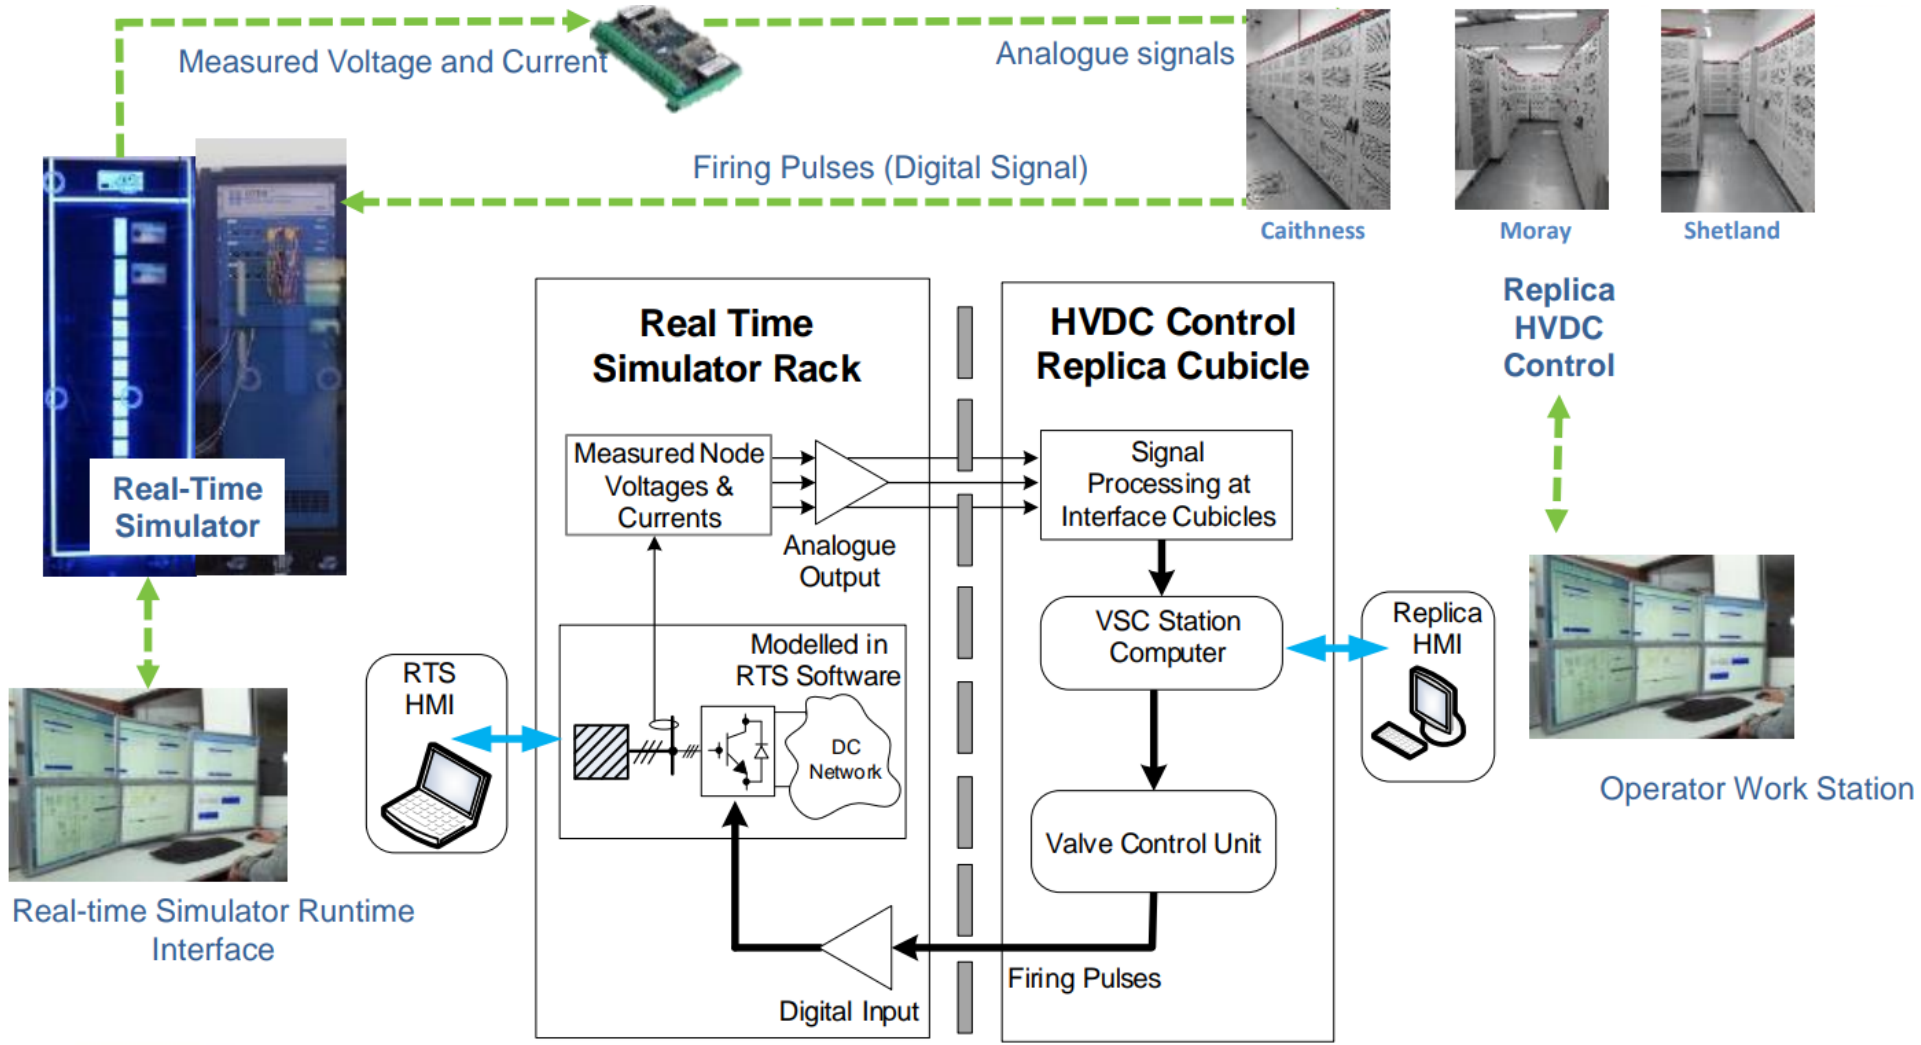 Measured Voltage and Current
Analogue signals
Firing Pulses (Digital Signal)
Caithness
Moray
Shetland
Replica
HVDC
Control
Real-Time
Simulator
Real Time
Simulator Rack
HVDC Control
Replica Cubicle
Measured Node
Voltages &
Currents
Analogue
Output
Signal
Processing at
Interface Cubicles
Modelled in
RTS Software
DC
Network
RTS
HMI
VSC Station
Computer
Replica
HMI
Valve Control Unit
Operator Work Station
Real-time Simulator Runtime
Interface
Firing Pulses
Digital Input